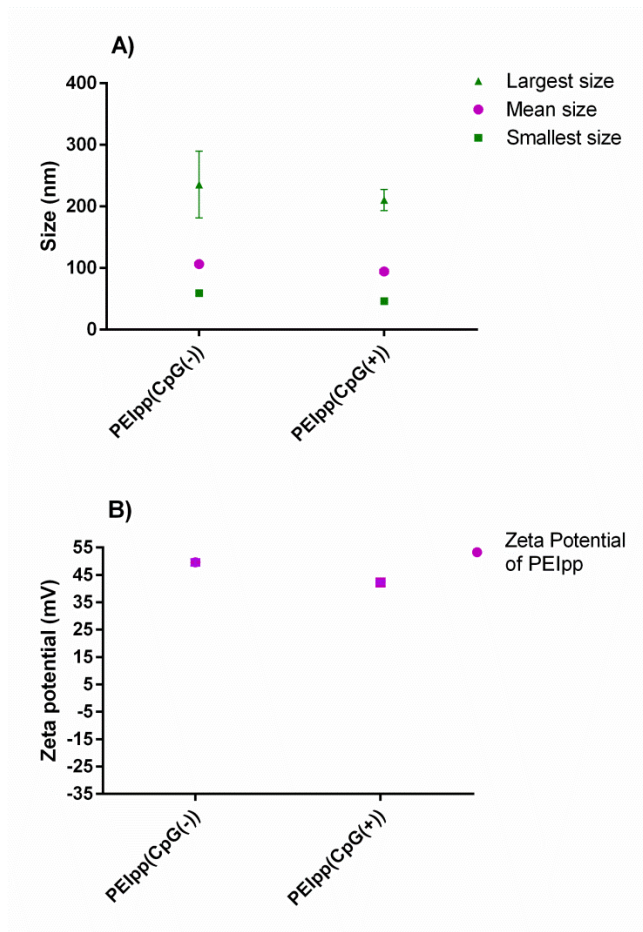 A)
400
300
200
100
0
Size (nm)
Largest size
Mean size
Smallest size
PEIpp(CpG(-))
PEIpp(CpG(+))
B)
55
45
35
25
15
5
-5
-15
-25
-35
Zeta potential (mV)
Zeta Potential
of PEIpp
PEIpp(CpG(-))
PEIpp(CpG(+))